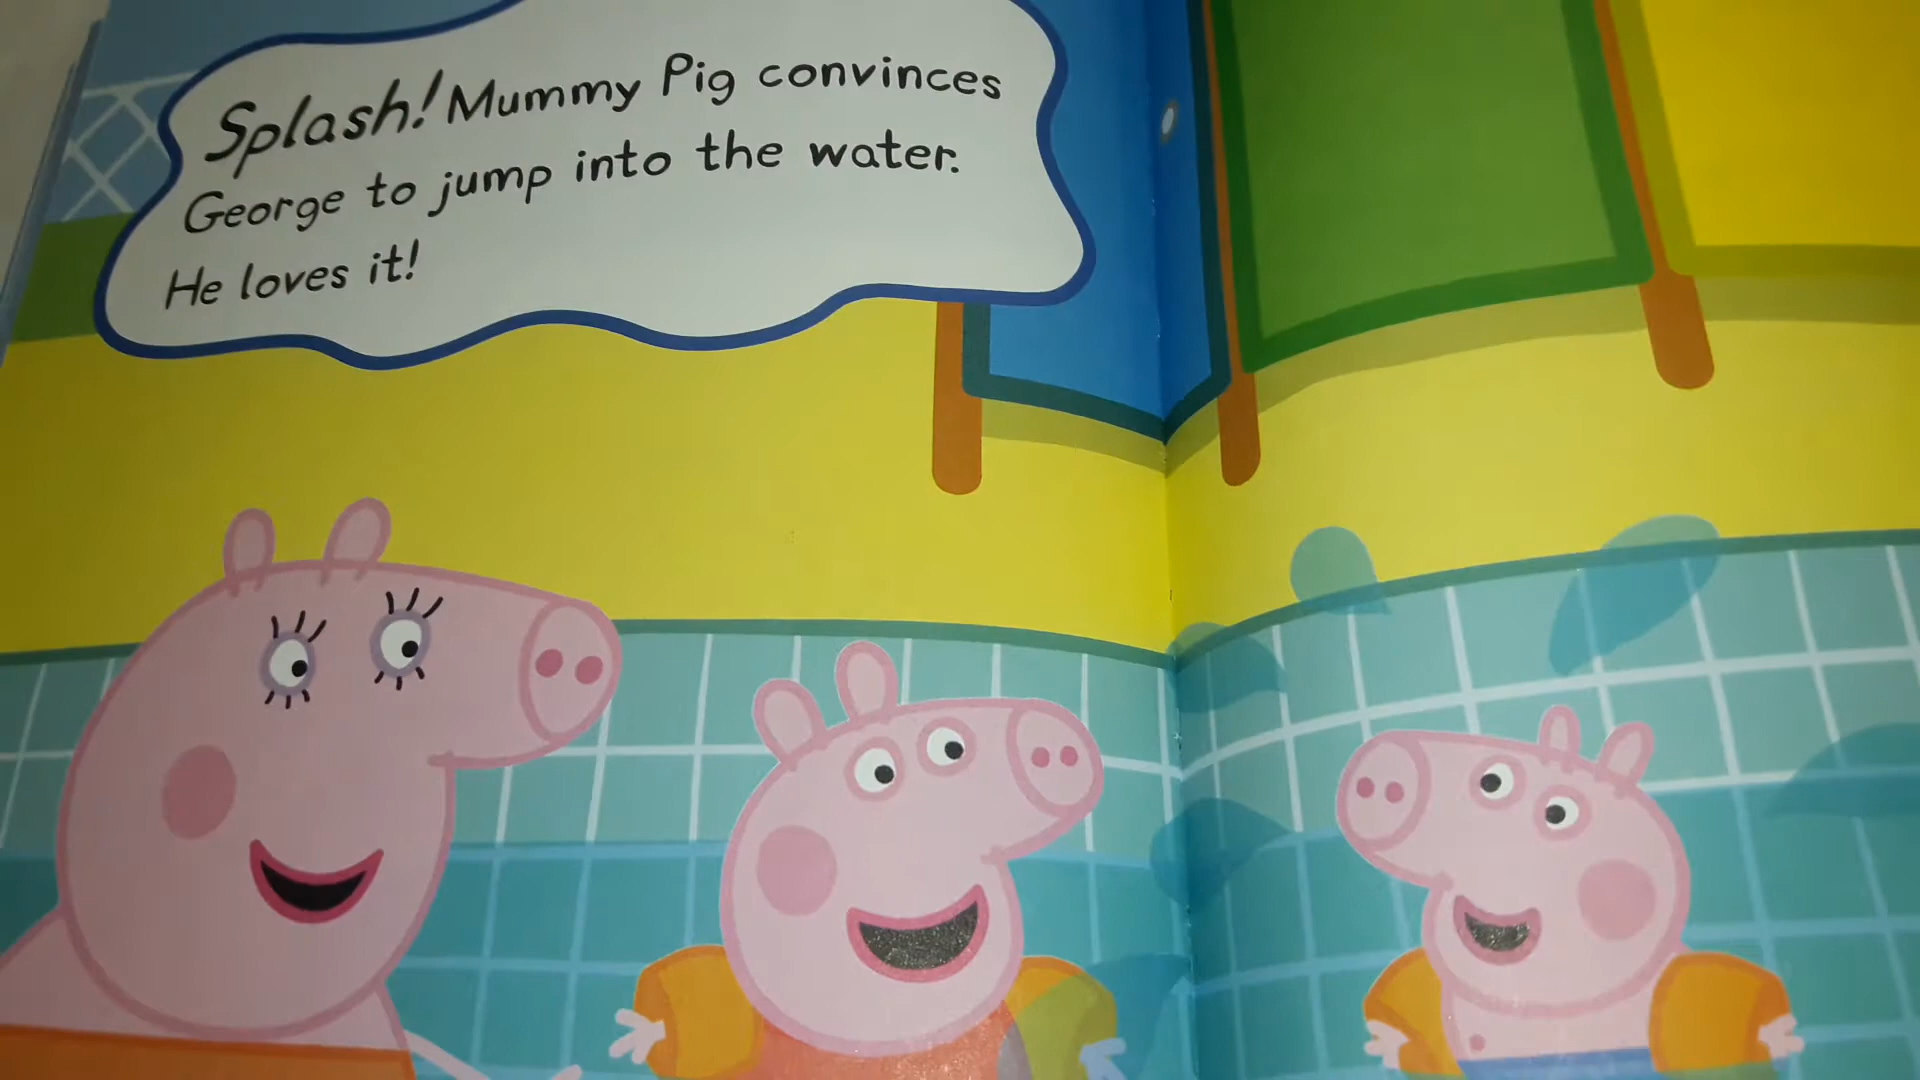 Splash! Mummy Pig convinces
George to jump into the water.
He loves it!